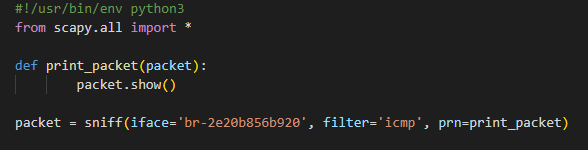 #!/usr/bin/env python3
from scapy.all import *
def print_packet(packet):
packet.show()
packet = sniff(iface='br-2e20b856b920', filter='icmp', prn=print_packet)